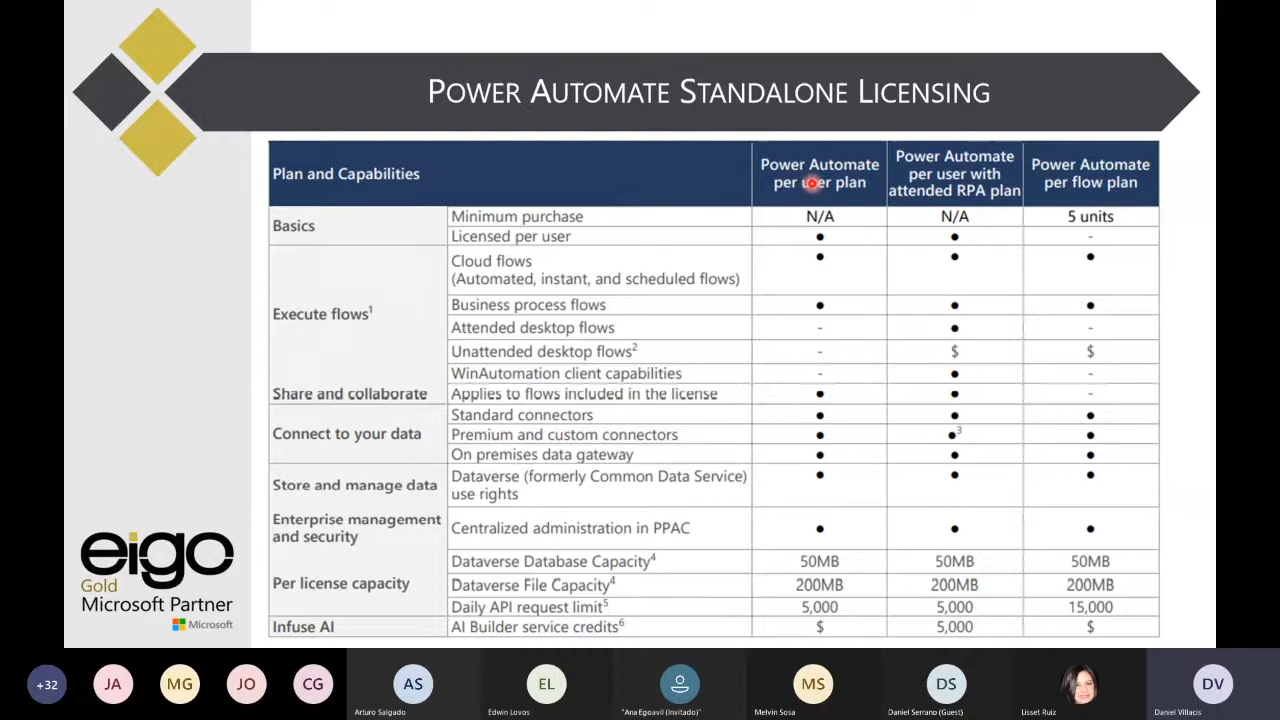 POWER AUTOMATE STANDALONE LICENSING
Plan and Capabilities
Power Automate per user plan
Power Automate per user with attended RPA plan
Power Automate per flow plan
Basics
Minimum purchase N/A N/A 5 units
Licensed per user ● ● -
Execute flows¹
Cloud flows
(Automated, instant, and scheduled flows) ● ● ●
Business process flows ● ● ●
Attended desktop flows - ● -
Unattended desktop flows² - $ $
WinAutomation client capabilities - ● -
Share and collaborate Applies to flows included in the license ● ● -
Connect to your data
Standard connectors ● ● ●
Premium and custom connectors ● ●³ ●
On premises data gateway ● ● ●
Store and manage data
Dataverse (formerly Common Data Service)
use rights ● ● ●
Enterprise management
and security
Centralized administration in PPAC ● ● ●
Per license capacity
Dataverse Database Capacity⁴ 50MB 50MB 50MB
Dataverse File Capacity⁴ 200MB 200MB 200MB
Daily API request limit⁵ 5,000 5,000 15,000
Infuse AI AI Builder service credits⁶ $ 5,000 $
eigo
Gold
Microsoft Partner
Microsoft
+32 JA MG JO CG AS EL MS DS DV
Arturo Salgado
Edwin Lovos
"Ana Egoavil (Invitado)"
Melvin Sosa
Daniel Serrano (Guest)
Lisset Ruiz
Daniel Villacis